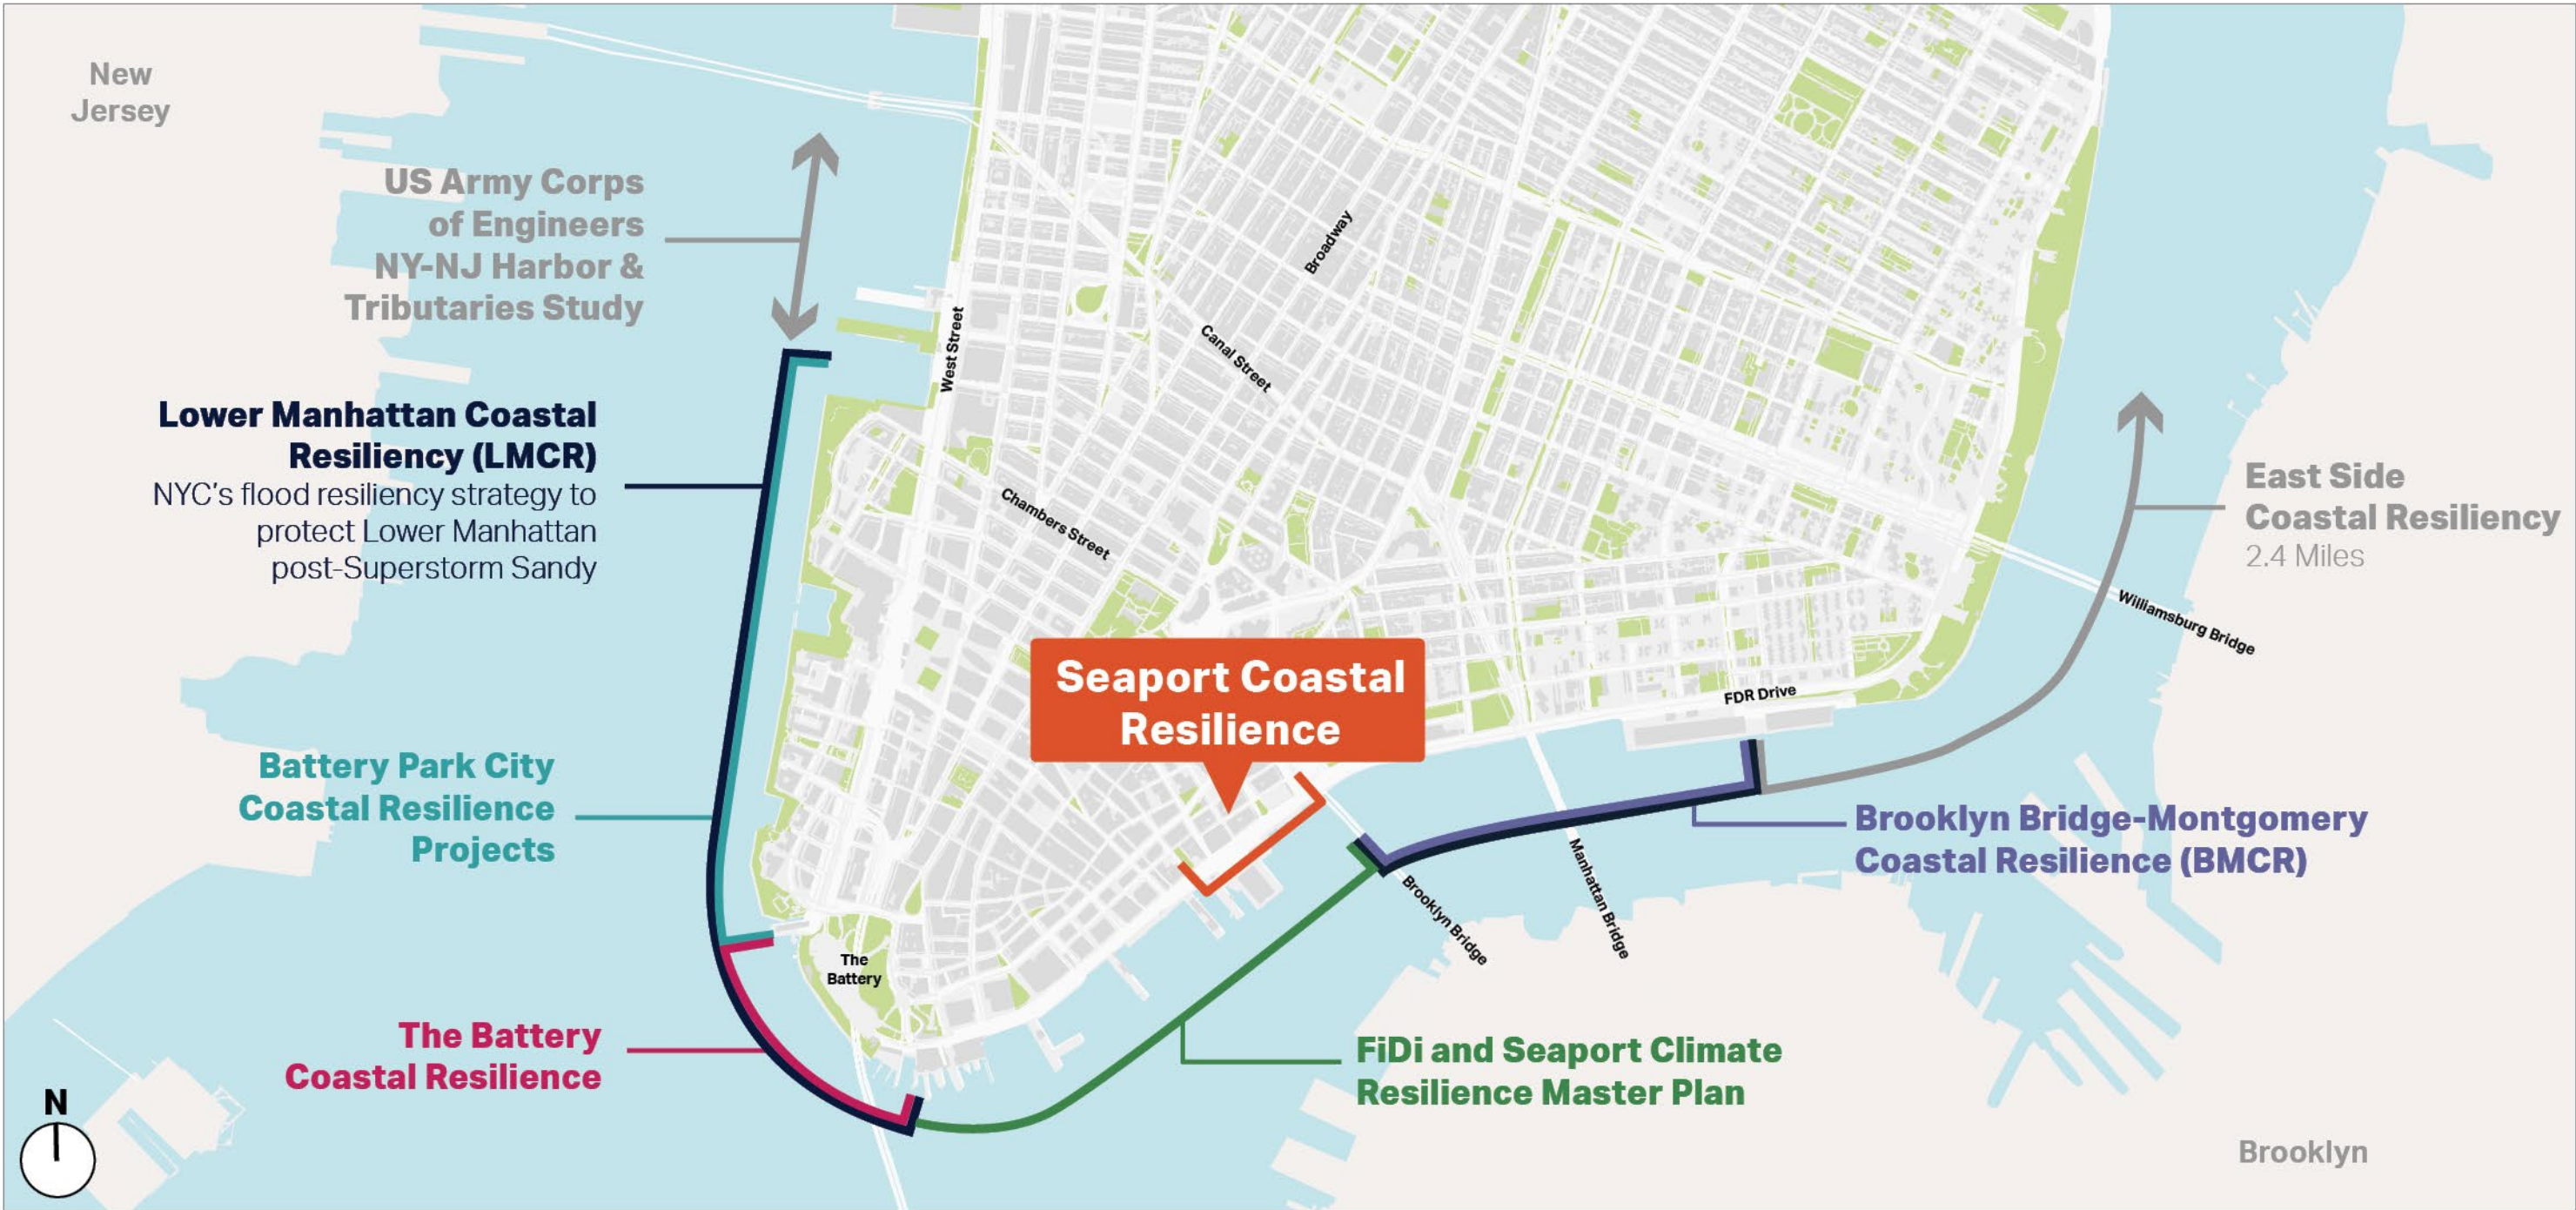 New
Jersey
US Army Corps
of Engineers
NY-NJ Harbor &
Tributaries Study
Broadway
West Street
Canal Street
Lower Manhattan Coastal
Resiliency (LMCR)
NYC's flood resiliency strategy to
protect Lower Manhattan
post-Superstorm Sandy
Chambers Street
East Side
Coastal Resiliency
2.4 Miles
Williamsburg Bridge
Seaport Coastal
Resilience
FDR Drive
Battery Park City
Coastal Resilience
Projects
Brooklyn Bridge-Montgomery
Coastal Resilience (BMCR)
Manhattan Bridge
Brooklyn Bridge
The
Battery
The Battery
Coastal Resilience
FiDi and Seaport Climate
Resilience Master Plan
N
Brooklyn